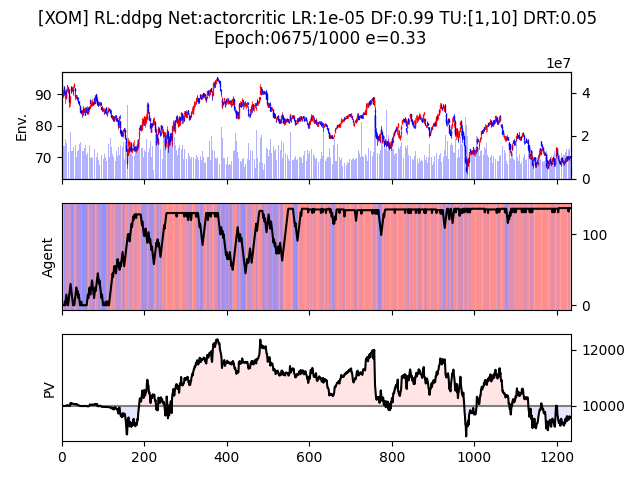 [XOM] RL:ddpg Net:actorcritic LR:1e-05 DF:0.99 TU:[1,10] DRT:0.05
Epoch:0675/1000 e=0.33
1e7
Env.
90
80
70
4
2
0
Agent
100
0
PV
12000
10000
0 200 400 600 800 1000 1200